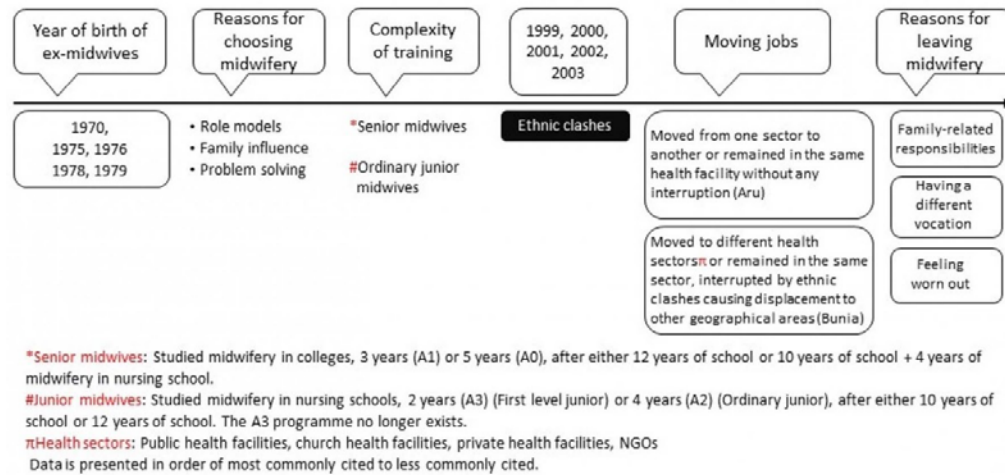 Year of birth of
ex-midwives
Reasons for
choosing
midwifery
Complexity
of training
1999, 2000,
2001, 2002,
2003
Moving jobs
Reasons for
leaving
midwifery
1970,
1975, 1976
1978, 1979
• Role models
• Family influence
• Problem solving
*Senior midwives
#Ordinary junior
midwives
Ethnic clashes
Moved from one sector to
another or remained in the same
health facility without any
interruption (Aru)
Moved to different health
sectorsπ or remained in the same
sector, interrupted by ethnic
clashes causing displacement to
other geographical areas (Bunia)
Family-related
responsibilities
Having a
different
vocation
Feeling
worn out
*Senior midwives: Studied midwifery in colleges, 3 years (A1) or 5 years (A0), after either 12 years of school or 10 years of school + 4 years of
midwifery in nursing school.
#Junior midwives: Studied midwifery in nursing schools, 2 years (A3) (First level junior) or 4 years (A2) (Ordinary junior), after either 10 years of
school or 12 years of school. The A3 programme no longer exists.
πHealth sectors: Public health facilities, church health facilities, private health facilities, NGOs
Data is presented in order of most commonly cited to less commonly cited.